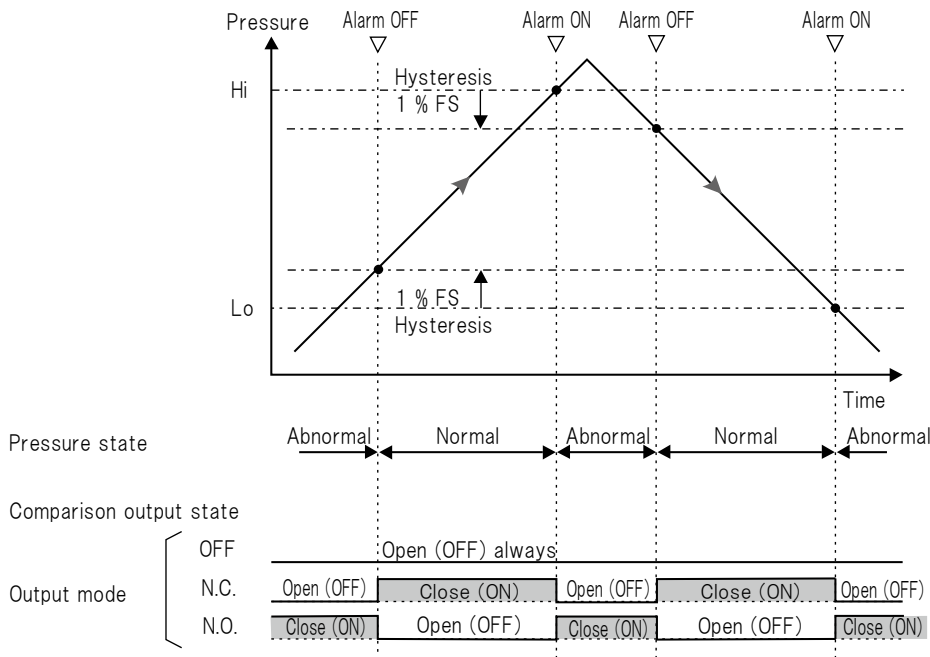 Pressure
Alarm OFF
Alarm ON
Alarm OFF
Alarm ON
Hi
Hysteresis
1 % FS
1 % FS
Lo
Hysteresis
Time
Pressure state
Abnormal
Normal
Abnormal
Normal
Abnormal
Comparison output state
OFF
Open (OFF) always
Output mode
N.C.
Open (OFF)
Close (ON)
Open (OFF)
Close (ON)
Open (OFF)
N.O.
Close (ON)
Open (OFF)
Close (ON)
Open (OFF)
Close (ON)